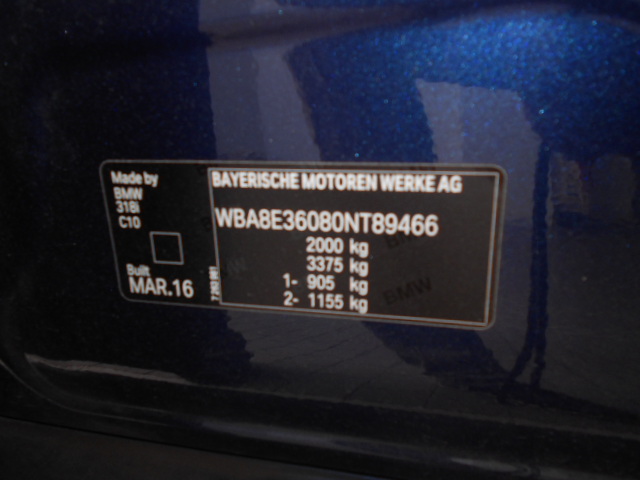 Made by
BMW
318i
C10
Built
MAR.16
BAYERISCHE MOTOREN WERKE AG
WBA8E36080NT89466
2000 kg
3375 kg
1- 905 kg
2- 1155 kg
BMW